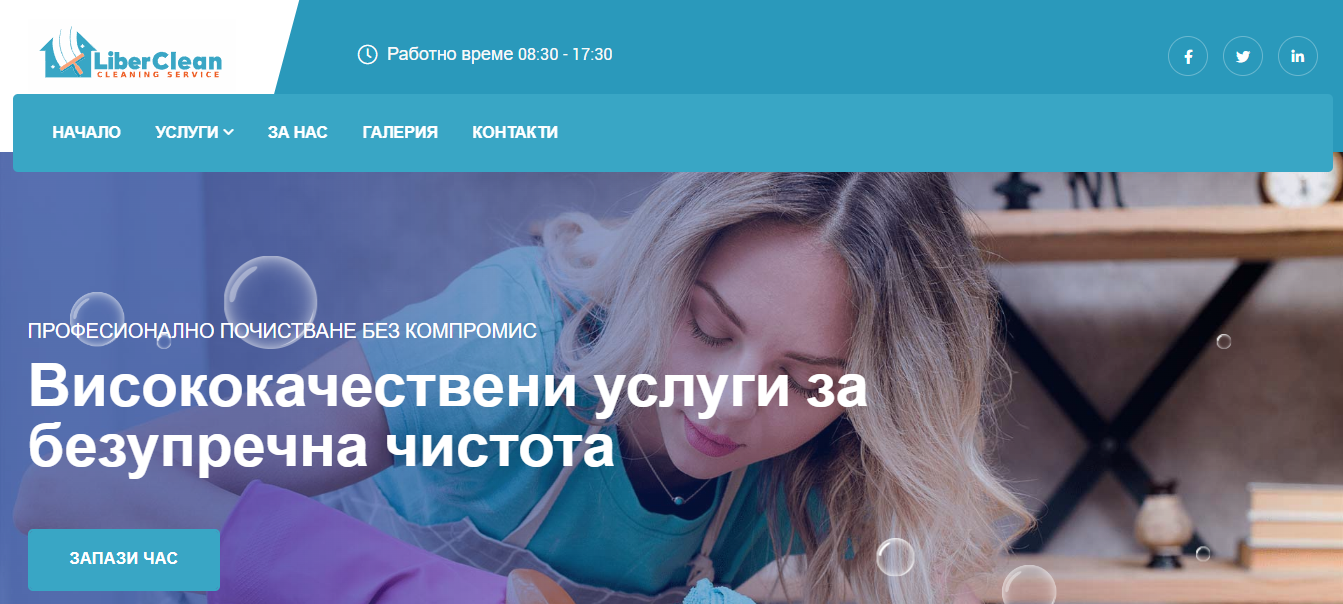 LiberClean
CLEANING SERVICE
Работно време 08:30 - 17:30
НАЧАЛО УСЛУГИ ЗА НАС ГАЛЕРИЯ КОНТАКТИ
ПРОФЕСИОНАЛНО ПОЧИСТВАНЕ БЕЗ КОМПРОМИС
Висококачествени услуги за
безупречна чистота
ЗАПАЗИ ЧАС